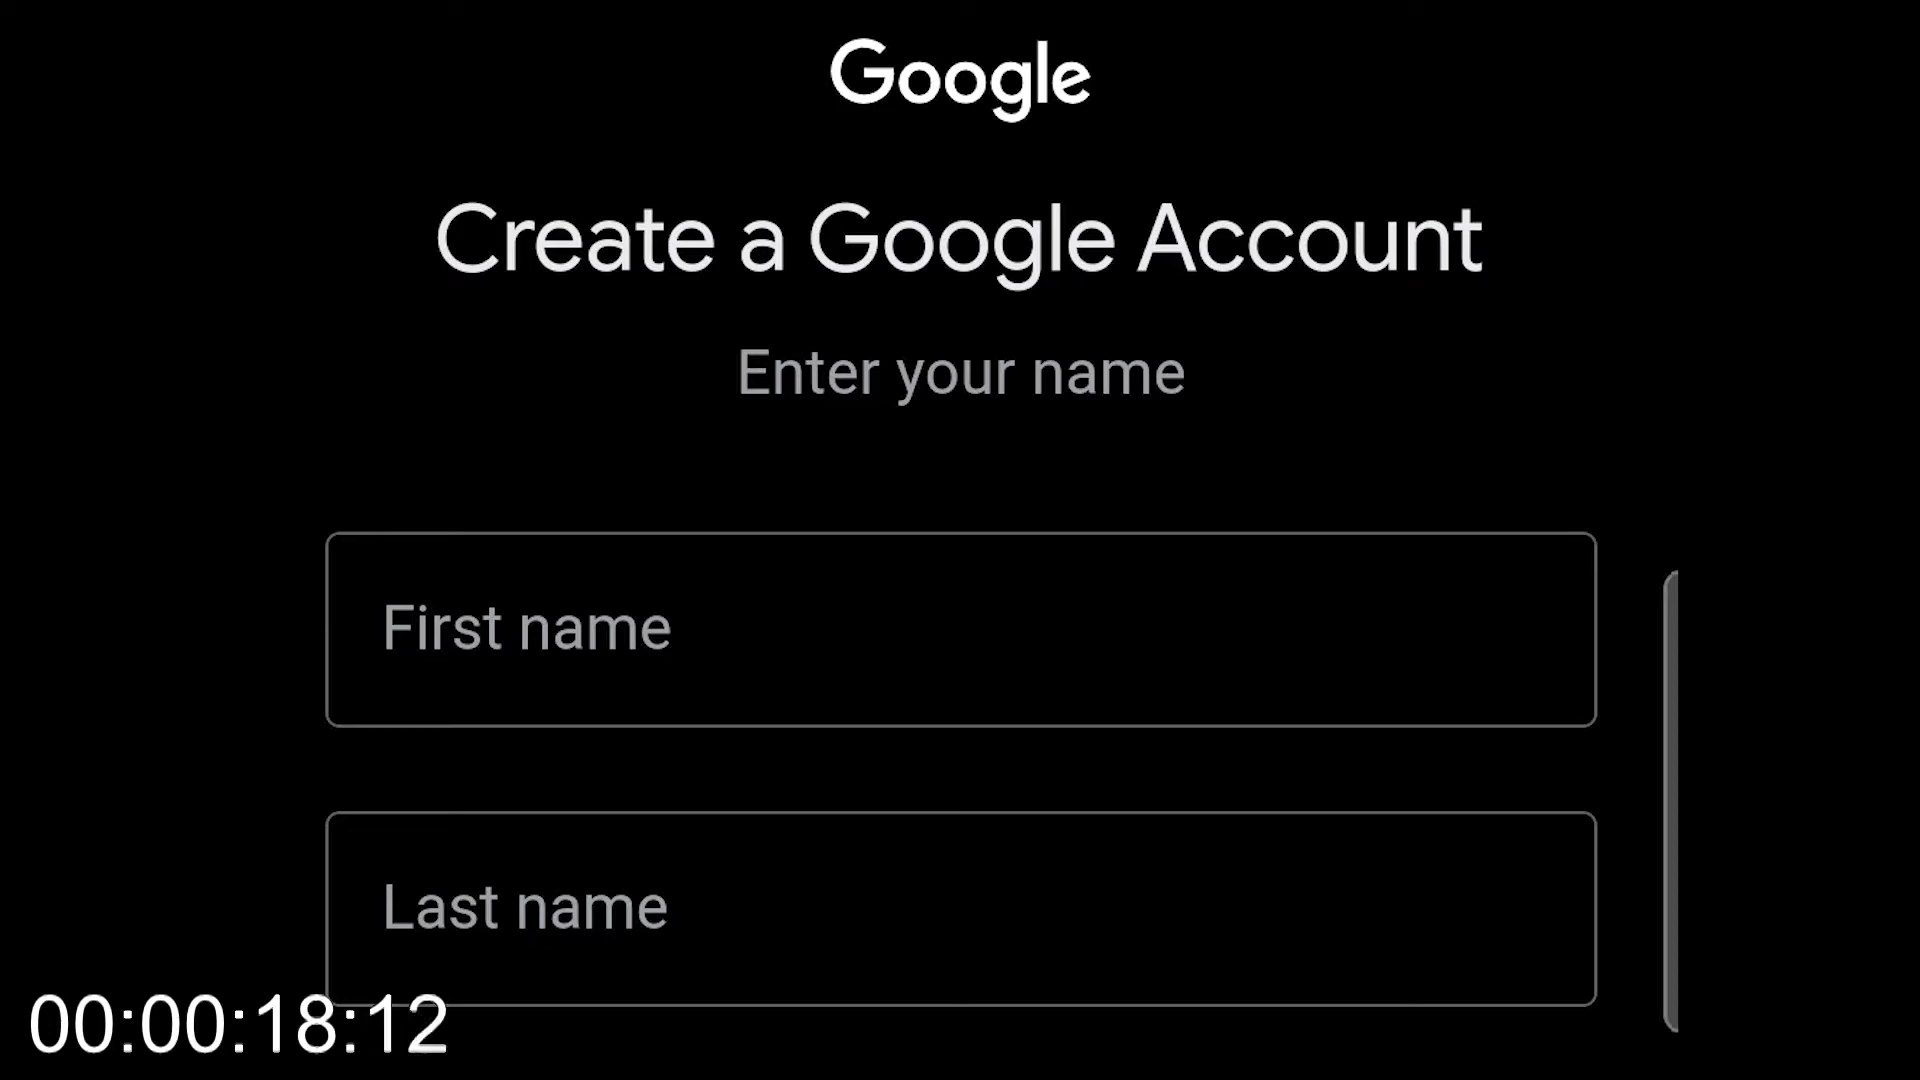 Google
Create a Google Account
Enter your name
First name
Last name
00:00:18:12